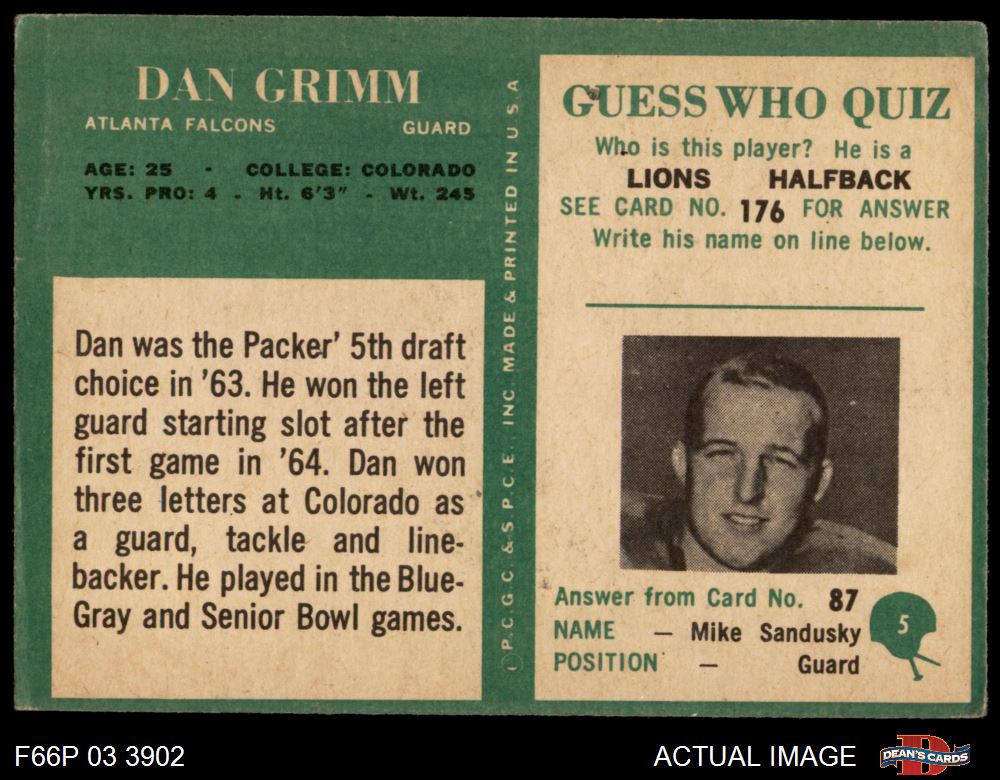 DAN GRIMM
ATLANTA FALCONS GUARD
AGE: 25 - COLLEGE: COLORADO
YRS. PRO: 4 - Ht. 6'3" - Wt. 245
Dan was the Packer' 5th draft
choice in '63. He won the left
guard starting slot after the
first game in '64. Dan won
three letters at Colorado as
a guard, tackle and line-
backer. He played in the Blue-
Gray and Senior Bowl games.
©P.C.G.C. & S.P.C.E., INC. MADE & PRINTED IN U S A
GUESS WHO QUIZ
Who is this player? He is a
LIONS HALFBACK
SEE CARD NO. 176 FOR ANSWER
Write his name on line below.
Answer from Card No. 87
NAME — Mike Sandusky
POSITION — Guard
5
F66P 03 3902
ACTUAL IMAGE
DEAN'S CARDS